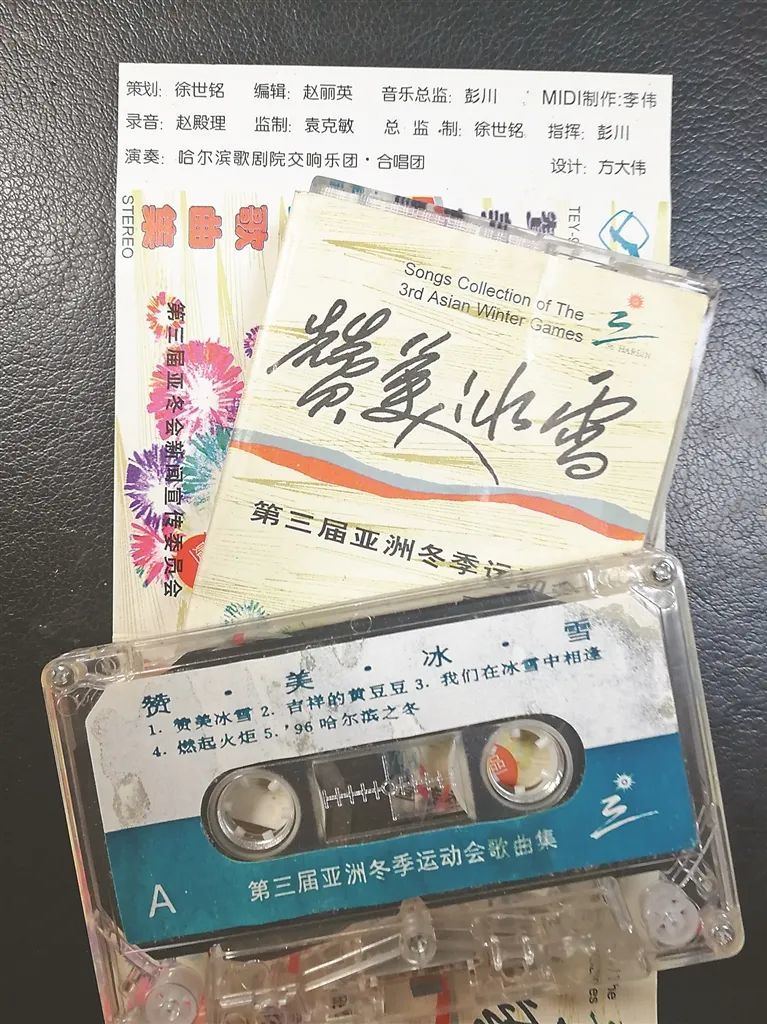 策划：徐世铭 编辑：赵丽英 音乐总监：彭川 MIDI制作:李伟
录音：赵殿理 监制：袁克敏 总监制：徐世铭 指挥：彭川
演奏：哈尔滨歌剧院交响乐团·合唱团 设计：方大伟
STEREO
歌曲集
TEY-9
第三届亚冬会新闻宣传委员会
Songs Collection of The
3rd Asian Winter Games
HARBIN
赞美冰雪
第三届亚洲冬季运
赞·美·冰·雪
1. 赞美冰雪 2. 吉祥的黄豆豆 3. 我们在冰雪中相逢
4. 燃起火炬 5. '96哈尔滨之冬
A
第三届亚洲冬季运动会歌曲集